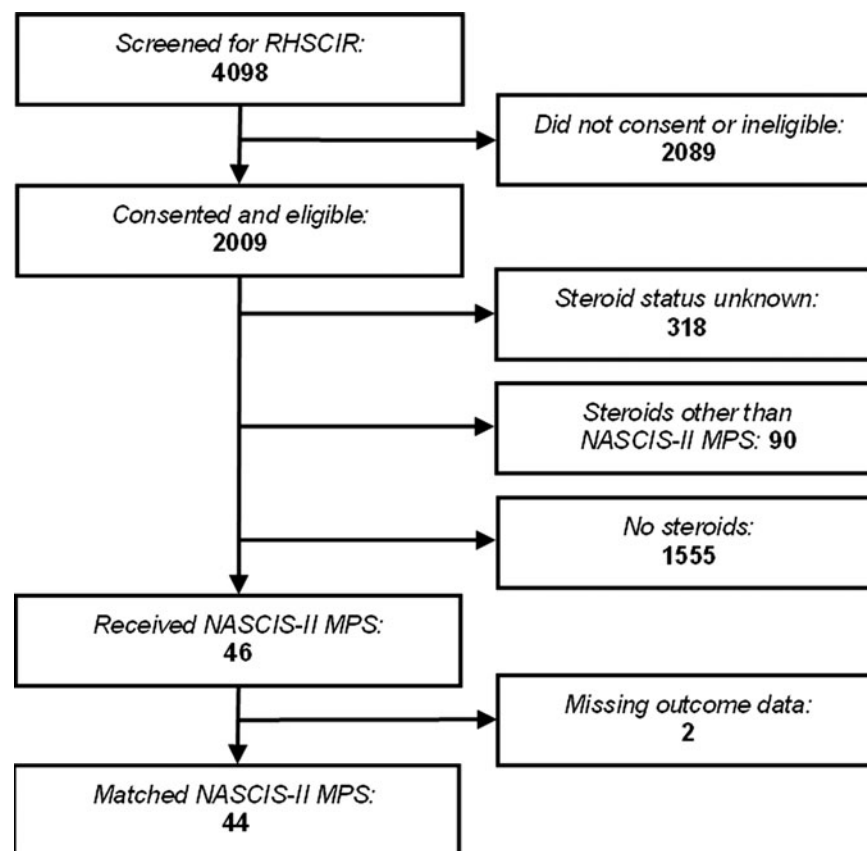 Screened for RHSCIR:
4098
Did not consent or ineligible:
2089
Consented and eligible:
2009
Steroid status unknown:
318
Steroids other than
NASCIS-II MPS: 90
No steroids:
1555
Received NASCIS-II MPS:
46
Missing outcome data:
2
Matched NASCIS-II MPS:
44